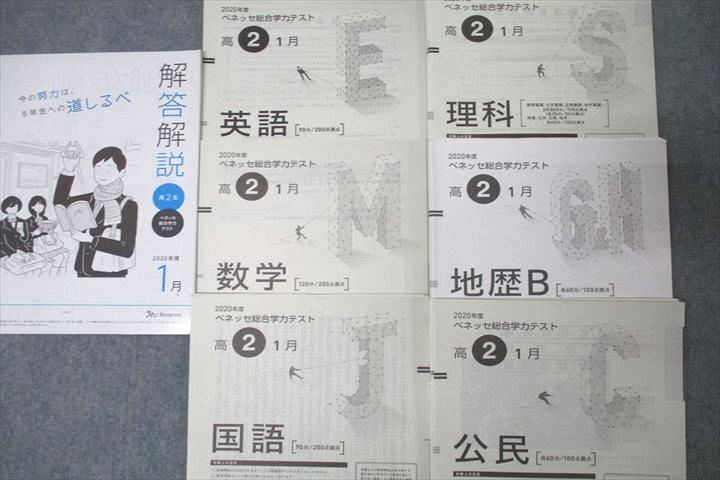 今の努力は、
3年生への道しるべ
解答解説
高2生
ベネッセ
総合学力
テスト
2020年度
1月
Benesse
2020年度
ベネッセ総合学力テスト
高 2 1月
E
英語
[90分/200点満点]
ベネッセ総合学力テスト
高 2 1月
S
理科
2020年度
ベネッセ総合学力テスト
高 2 1月
M
数学
[120分/200点満点]
2020年度
ベネッセ総合学力テスト
高 2 1月
G&H
地歴B
[各60分/100点満点]
2020年度
ベネッセ総合学力テスト
高 2 1月
J
国語
[90分/200点満点]
2020年度
ベネッセ総合学力テスト
高 2 1月
C
公民
[各60分/100点満点]